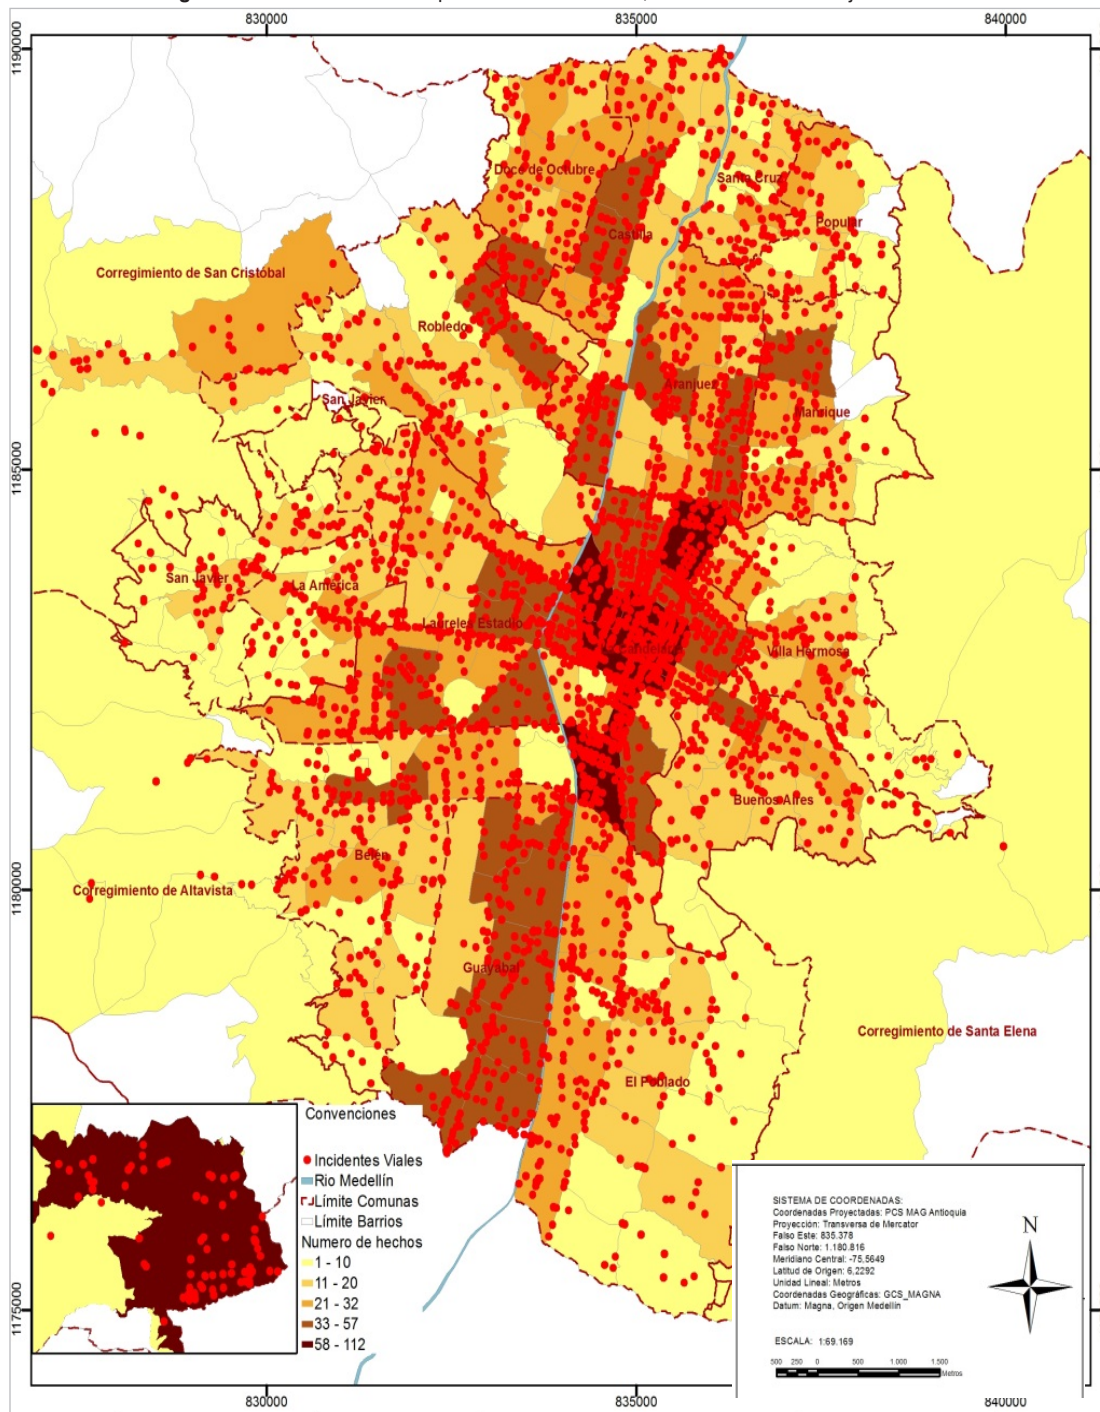 830000
835000
840000
1190000
Doce de Octubre
Santa Cruz
Popular
Castilla
Corregimiento de San Cristóbal
Robledo
Aranjuez
San Javier
Manrique
1185000
1185000
San Javier
La América
Laureles Estadio
Candelaria
Villa Hermosa
Buenos Aires
Belén
Corregimiento de Altavista
1180000
1180000
Guayabal
Corregimiento de Santa Elena
El Poblado
Convenciones
Incidentes Viales
Rio Medellín
Límite Comunas
Límite Barrios
Numero de hechos
1 - 10
11 - 20
21 - 32
33 - 57
58 - 112
SISTEMA DE COORDENADAS:
Coordenadas Proyectadas: PCS MAG Antioquia
Proyección: Transversa de Mercator
Falso Este: 835.378
Falso Norte: 1.180.816
Meridiano Central: -75,5649
Latitud de Origen: 6,2292
Unidad Lineal: Metros
Coordenadas Geográficas: GCS_MAGNA
Datum: Magna, Origen Medellín
N
ESCALA: 1:69.169
500 250 0 500 1.000 1.500
Metros
1175000
830000
835000
840000